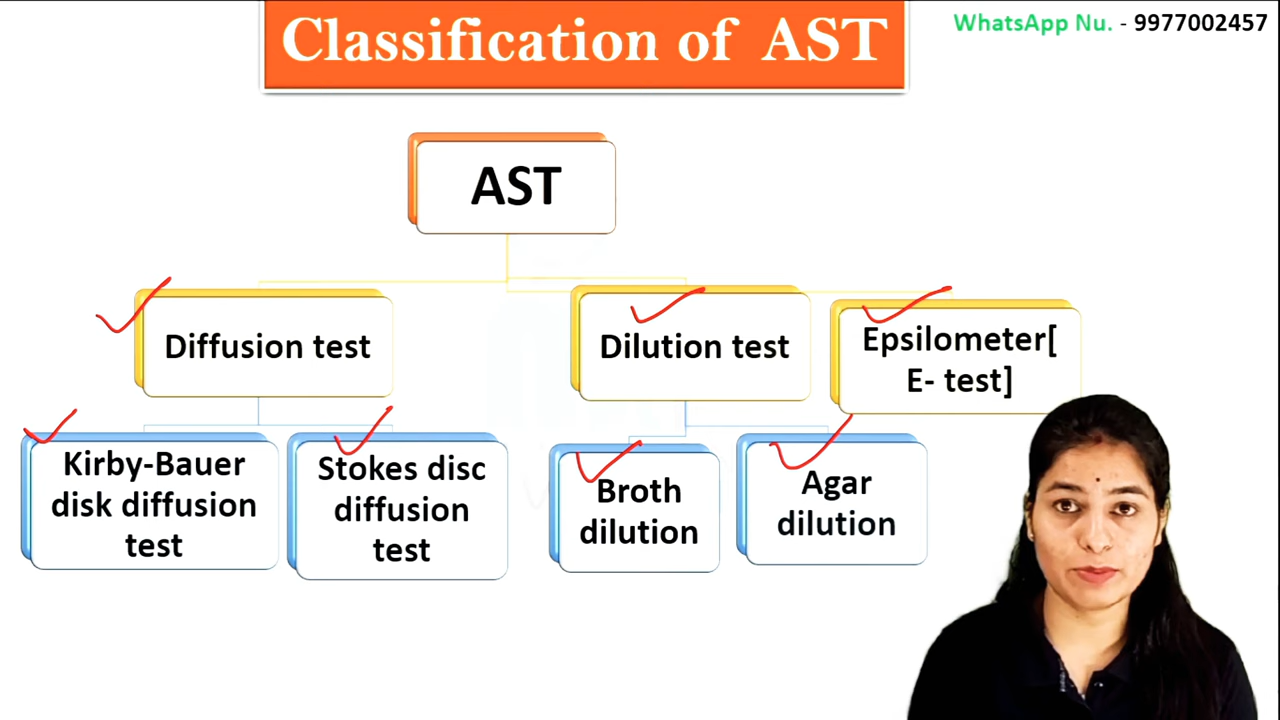 Classification of AST
WhatsApp Nu. - 9977002457
AST
Diffusion test
Dilution test
Epsilometer[
E- test]
Kirby-Bauer
disk diffusion
test
Stokes disc
diffusion
test
Broth
dilution
Agar
dilution